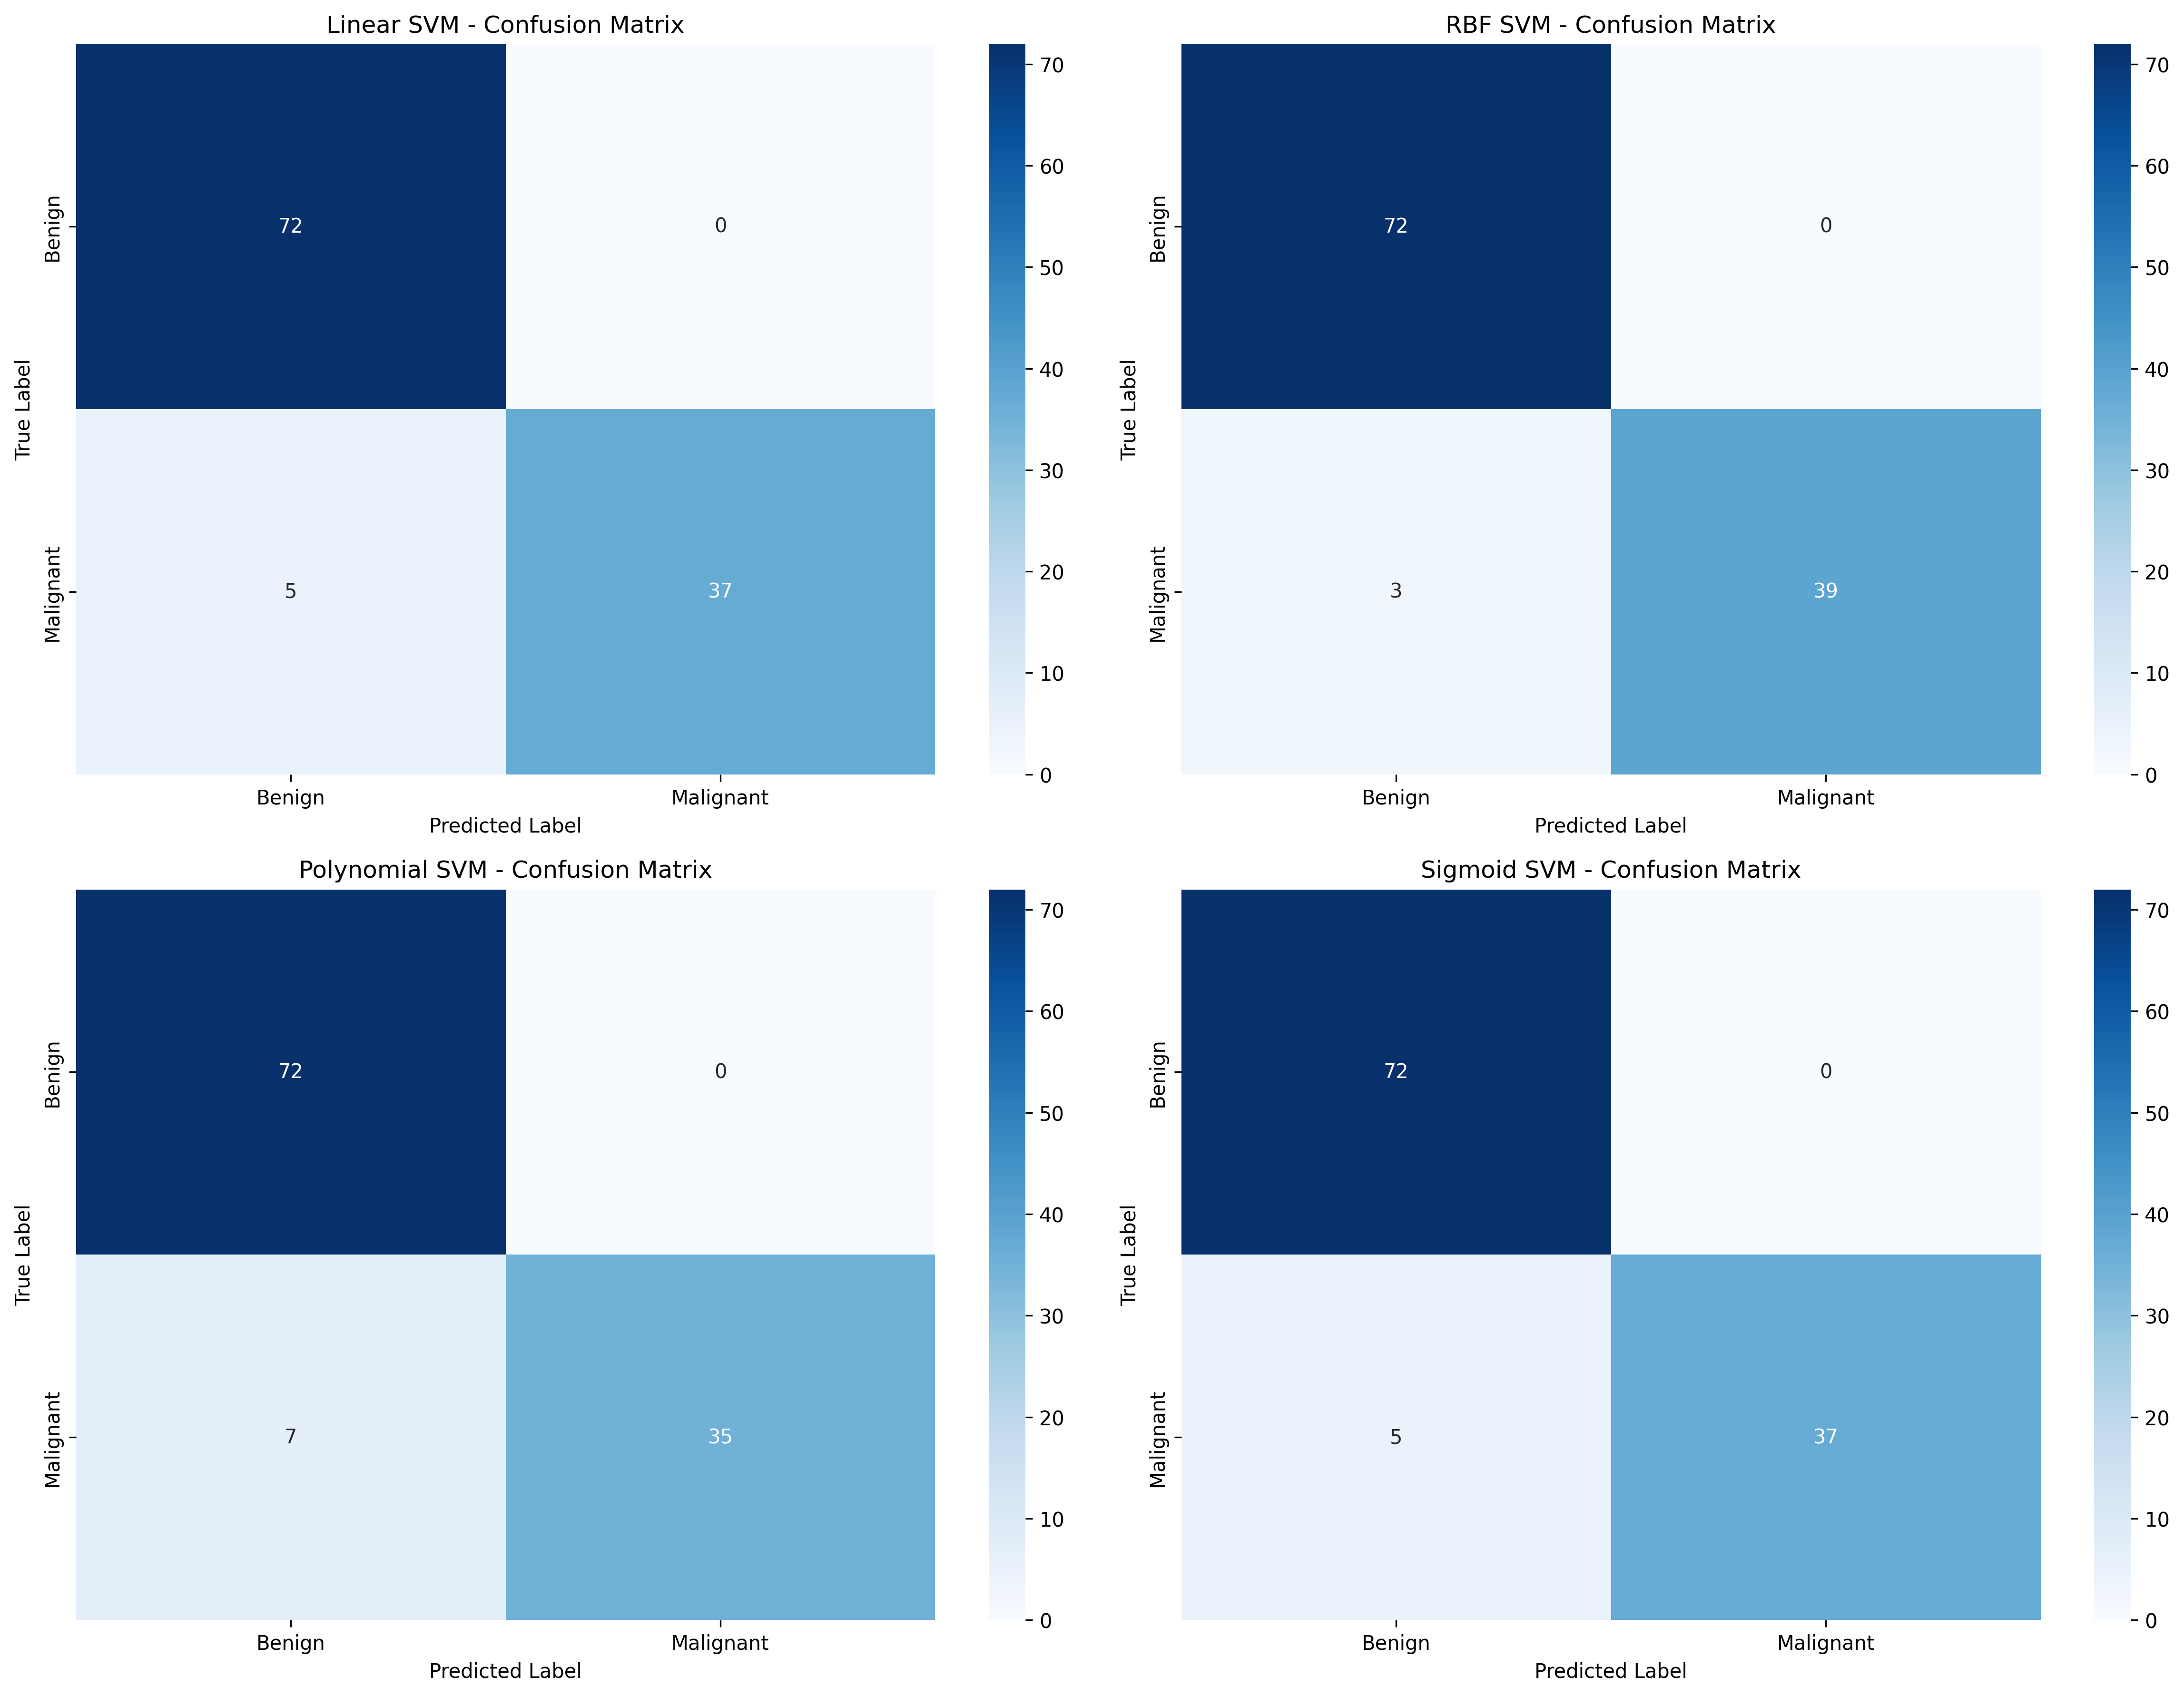 Linear SVM - Confusion Matrix
True Label
Benign
Malignant
72
0
5
37
Benign
Malignant
Predicted Label
70
60
50
40
30
20
10
0
RBF SVM - Confusion Matrix
True Label
Benign
Malignant
72
0
3
39
Benign
Malignant
Predicted Label
70
60
50
40
30
20
10
0
Polynomial SVM - Confusion Matrix
True Label
Benign
Malignant
72
0
7
35
Benign
Malignant
Predicted Label
70
60
50
40
30
20
10
0
Sigmoid SVM - Confusion Matrix
True Label
Benign
Malignant
72
0
5
37
Benign
Malignant
Predicted Label
70
60
50
40
30
20
10
0